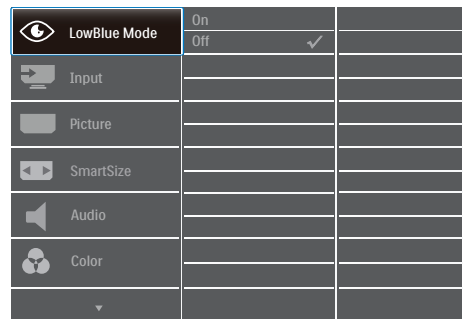 LowBlue Mode
On
Off
Input
Picture
SmartSize
Audio
Color